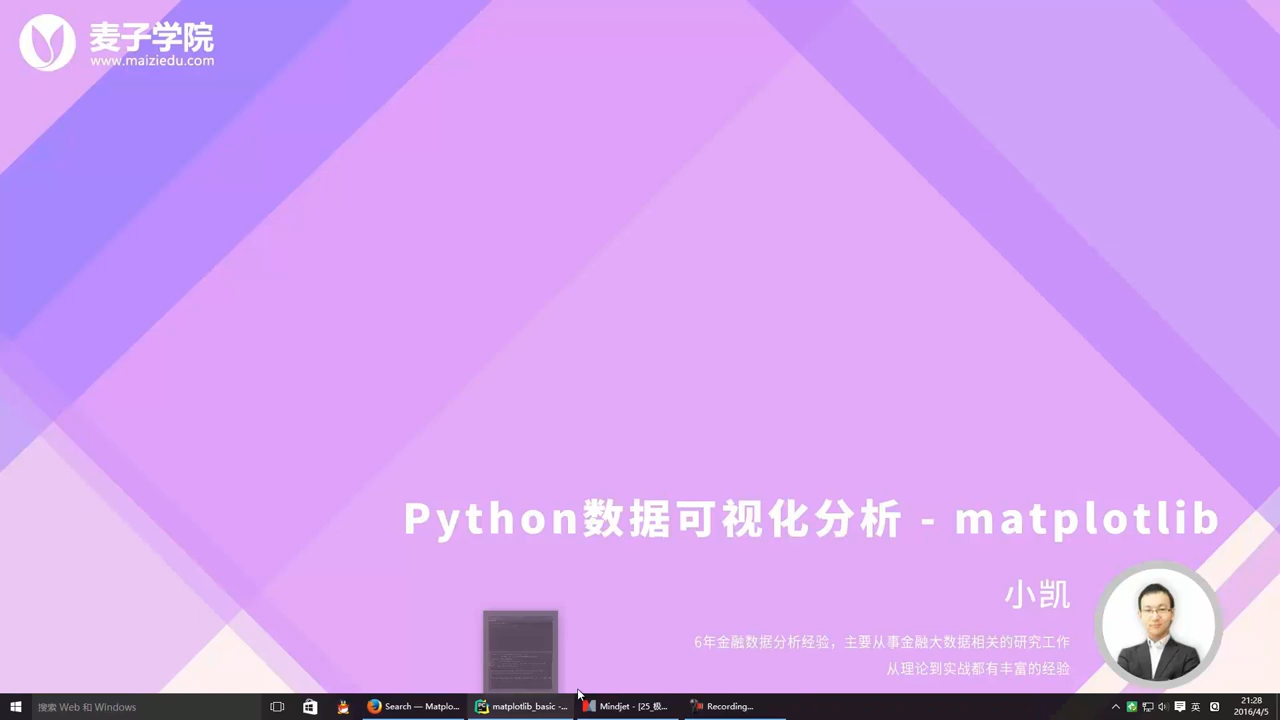 麦子学院
www.maiziedu.com
Python数据可视化分析 - matplotlib
小凯
6年金融数据分析经验，主要从事金融大数据相关的研究工作
从理论到实战都有丰富的经验
搜索 Web 和 Windows
Search — Matplo...
matplotlib_basic -...
Mindjet - [25_极...
Recording...
英
21:28
2016/4/5